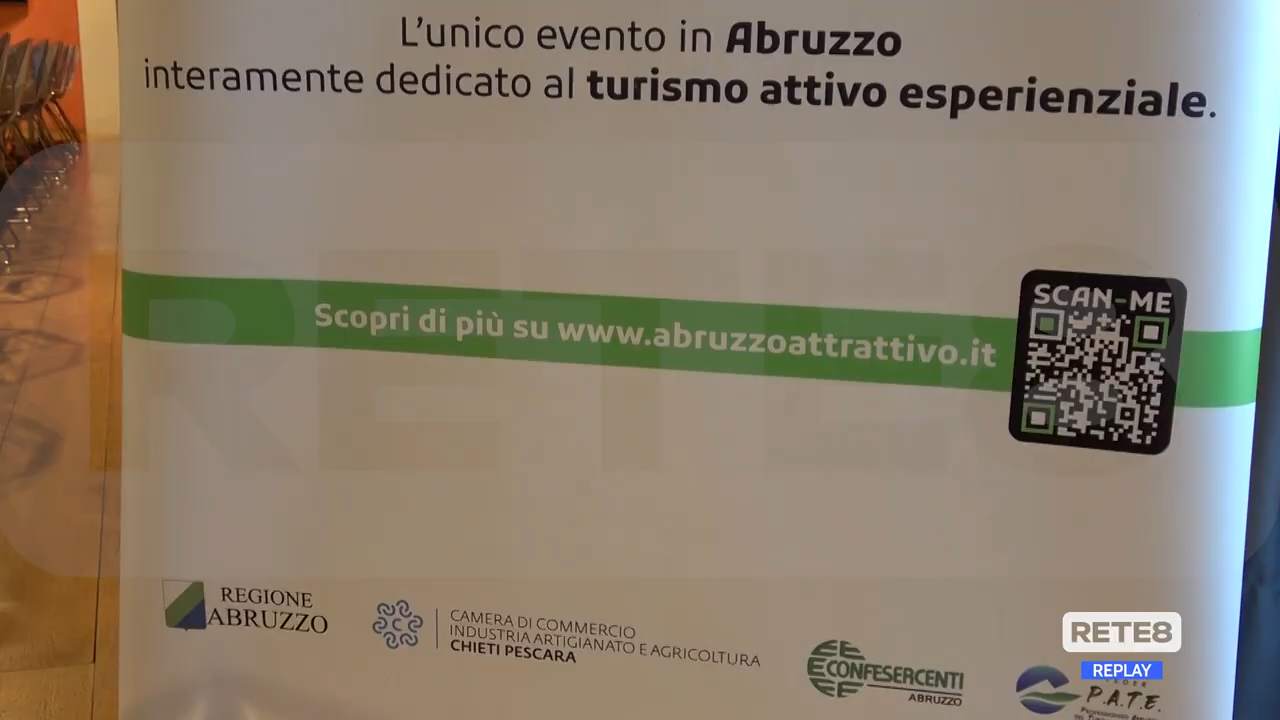 L'unico evento in Abruzzo
interamente dedicato al turismo attivo esperienziale.
SCAN-ME
Scopri di più su www.abruzzoattrattivo.it
RETE8
REGIONE
ABRUZZO
CAMERA DI COMMERCIO
INDUSTRIA ARTIGIANATO E AGRICOLTURA
CHIETI PESCARA
CONFESERCENTI
ABRUZZO
P.A.T.E.
RETE8
REPLAY